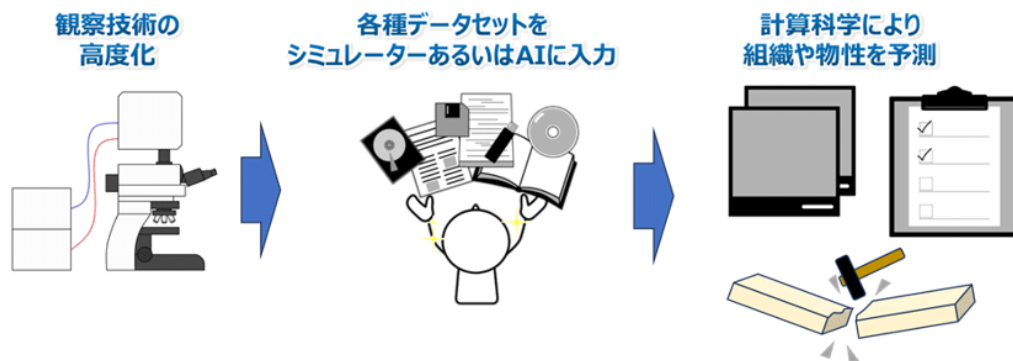 観察技術の
高度化
各種データセットを
シミュレーターあるいはAIに入力
計算科学により
組織や物性を予測